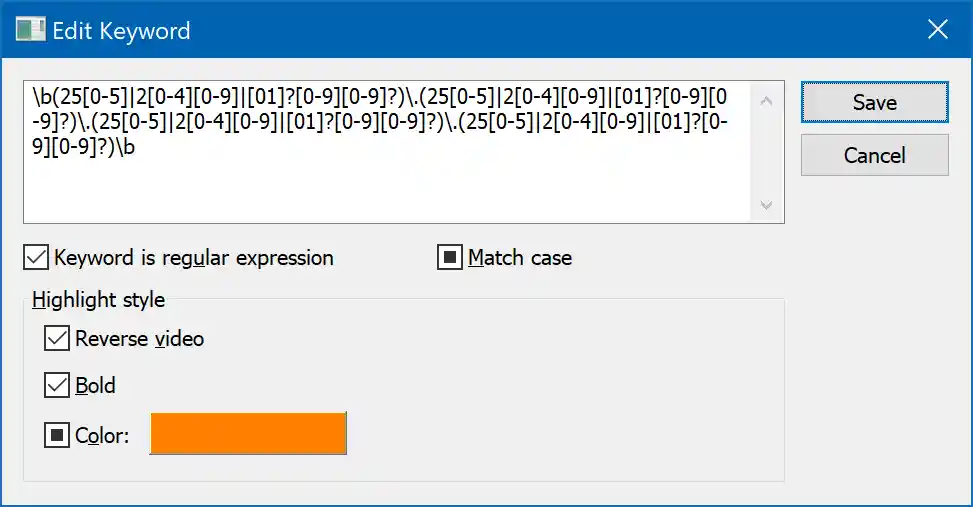 Edit Keyword
\b(25[0-5]|2[0-4][0-9]|[01]?[0-9][0-9]?)\.(25[0-5]|2[0-4][0-9]|[01]?[0-9][0
-9]?)\.(25[0-5]|2[0-4][0-9]|[01]?[0-9][0-9]?)\.(25[0-5]|2[0-4][0-9]|[01]?[0-
9][0-9]?)\b
Save
Cancel
Keyword is regular expression
Match case
Highlight style
Reverse video
Bold
Color: